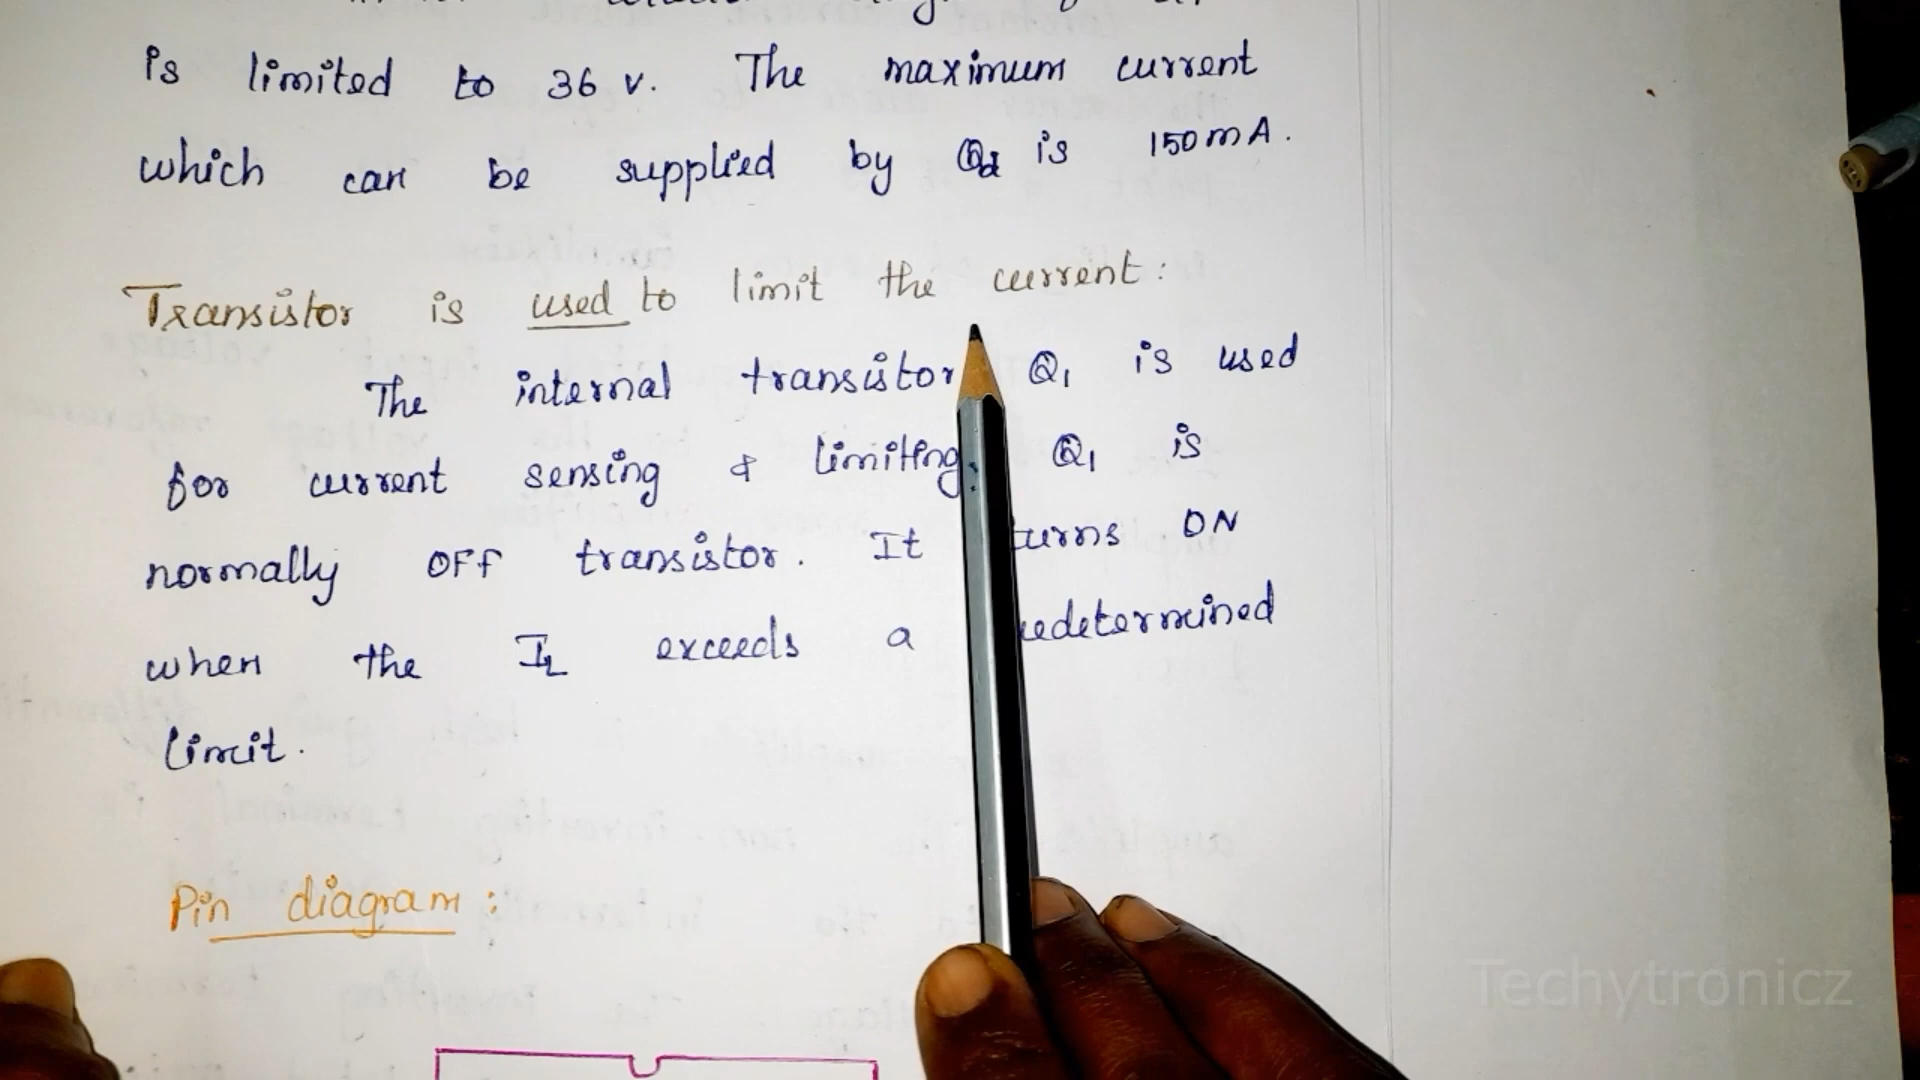 is limited to 36 v. The maximum current
which can be supplied by Q2 is 150mA.
Transistor is used to limit the current:
The internal transistor Q1 is used
for current sensing & limiting. Q1 is
normally OFF transistor. It turns ON
when the IL exceeds a redetermined
limit.
Pin diagram:
Techytronicz